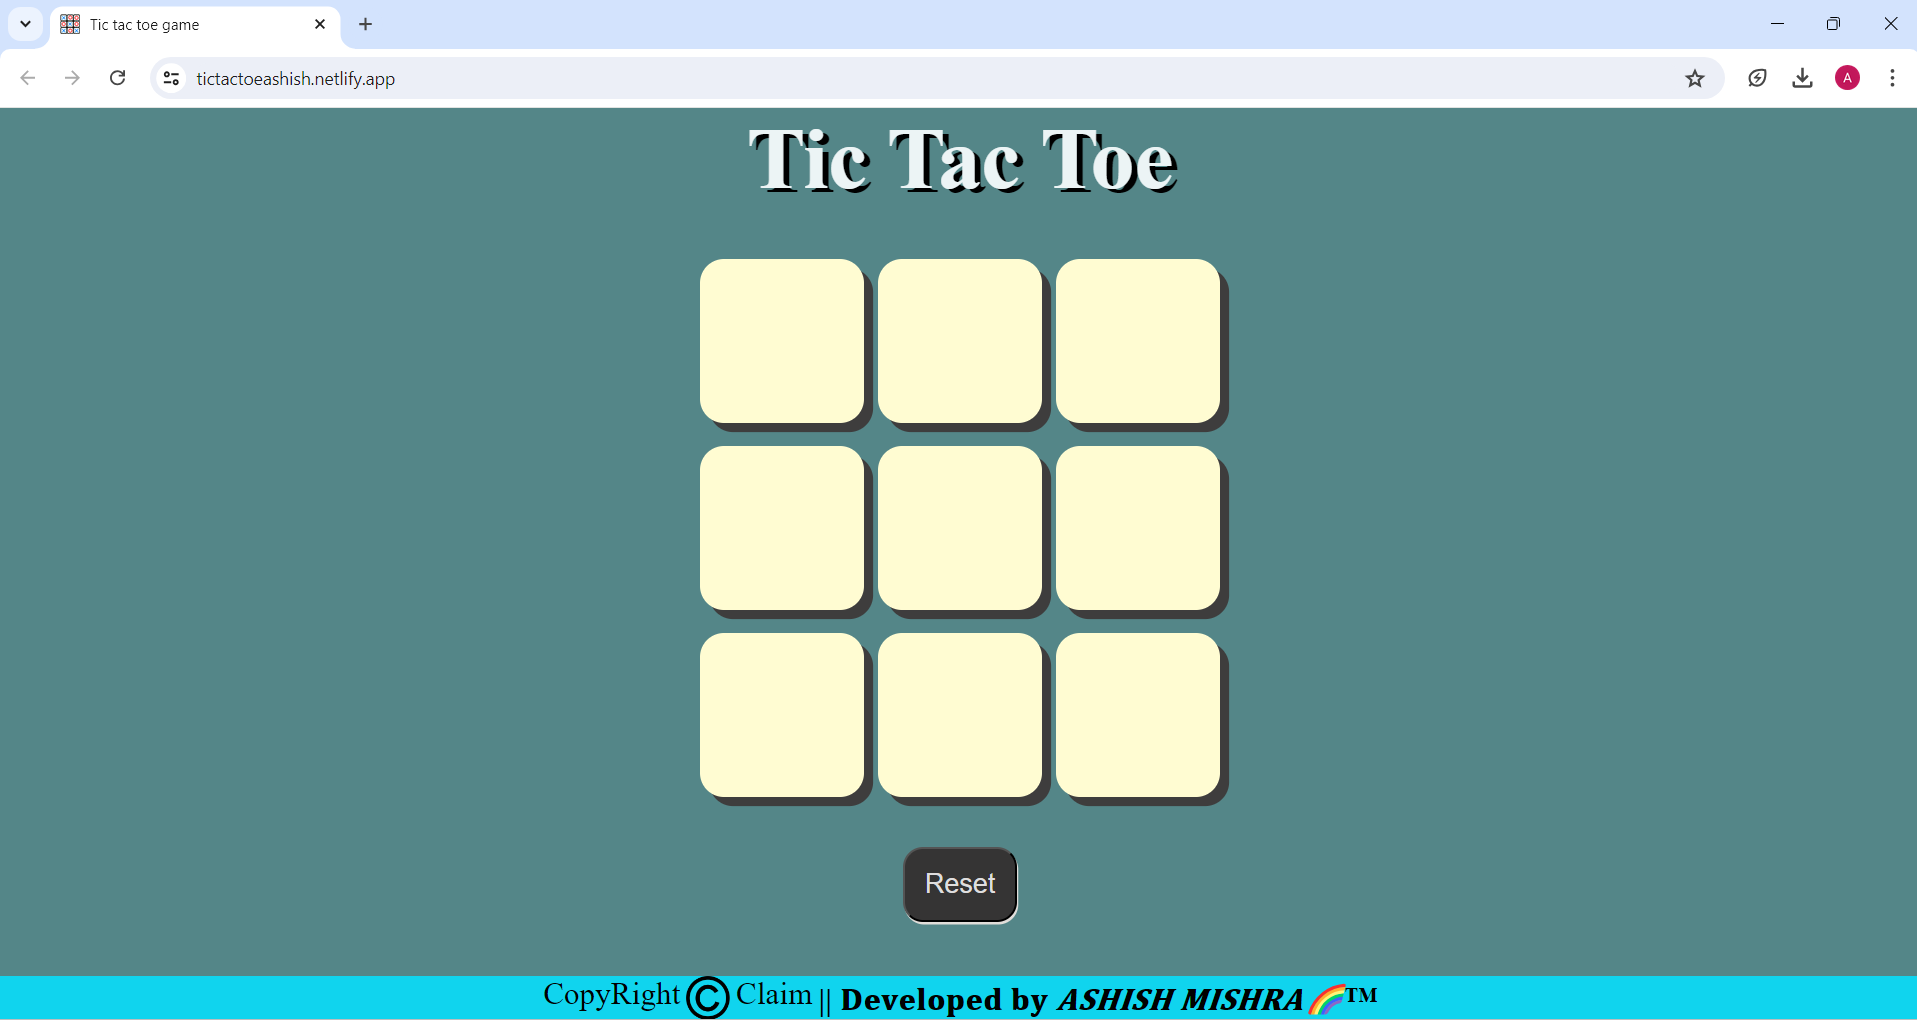 Tic tac toe game
tictactoeashish.netlify.app
A
Tic Tac Toe
Reset
CopyRight © Claim || Developed by ASHISH MISHRA🌈™